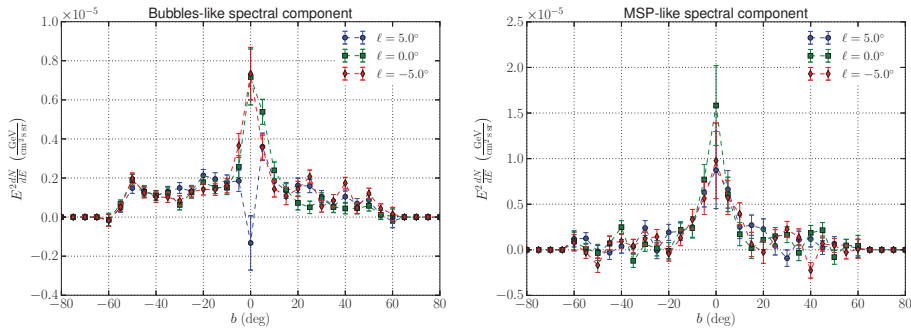 Bubbles-like spectral component
1.0 ×10⁻⁵
0.8
0.6
0.4
0.2
0.0
−0.2
−0.4
−80 −60 −40 −20 0 20 40 60 80
b (deg)
E² dN/dE (GeV / cm² s sr)
ℓ = 5.0°
ℓ = 0.0°
ℓ = −5.0°
MSP-like spectral component
2.5 ×10⁻⁵
2.0
1.5
1.0
0.5
0.0
−0.5
−80 −60 −40 −20 0 20 40 60 80
b (deg)
E² dN/dE (GeV / cm² s sr)
ℓ = 5.0°
ℓ = 0.0°
ℓ = −5.0°